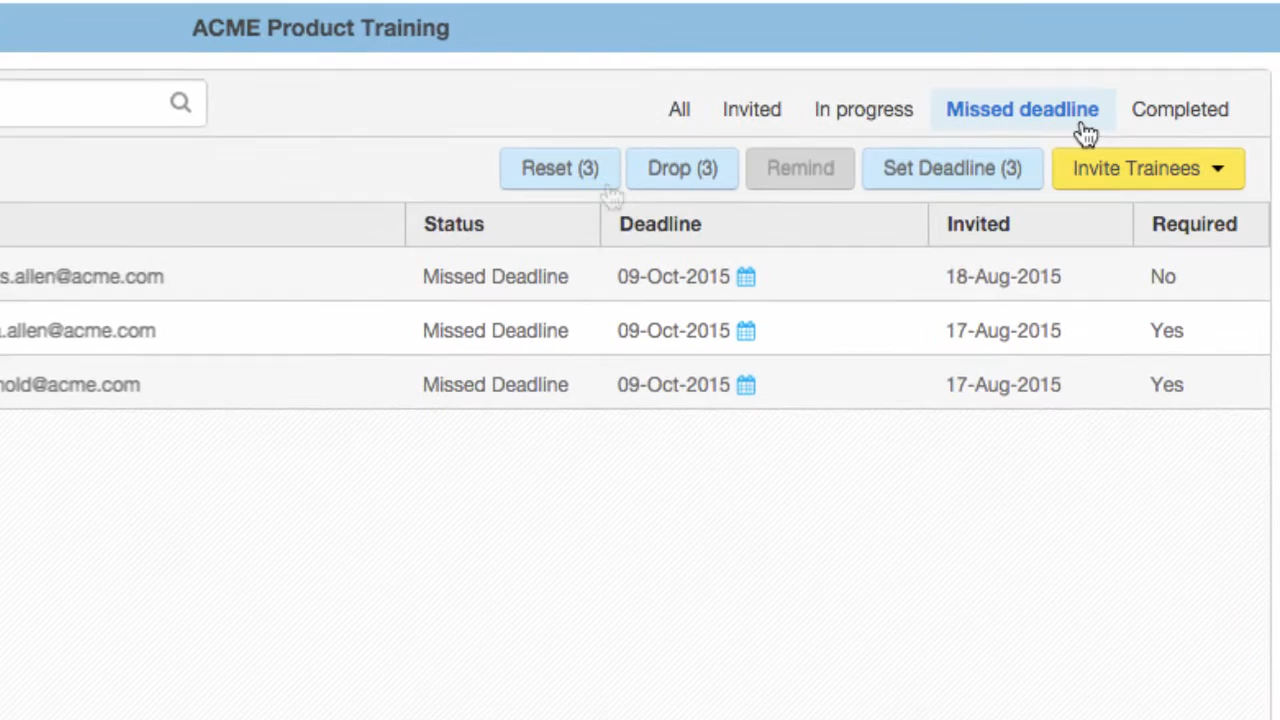 ACME Product Training
All Invited In progress Missed deadline Completed
Reset (3) Drop (3) Remind Set Deadline (3) Invite Trainees
Status Deadline Invited Required
s.allen@acme.com Missed Deadline 09-Oct-2015 18-Aug-2015 No
.allen@acme.com Missed Deadline 09-Oct-2015 17-Aug-2015 Yes
nold@acme.com Missed Deadline 09-Oct-2015 17-Aug-2015 Yes